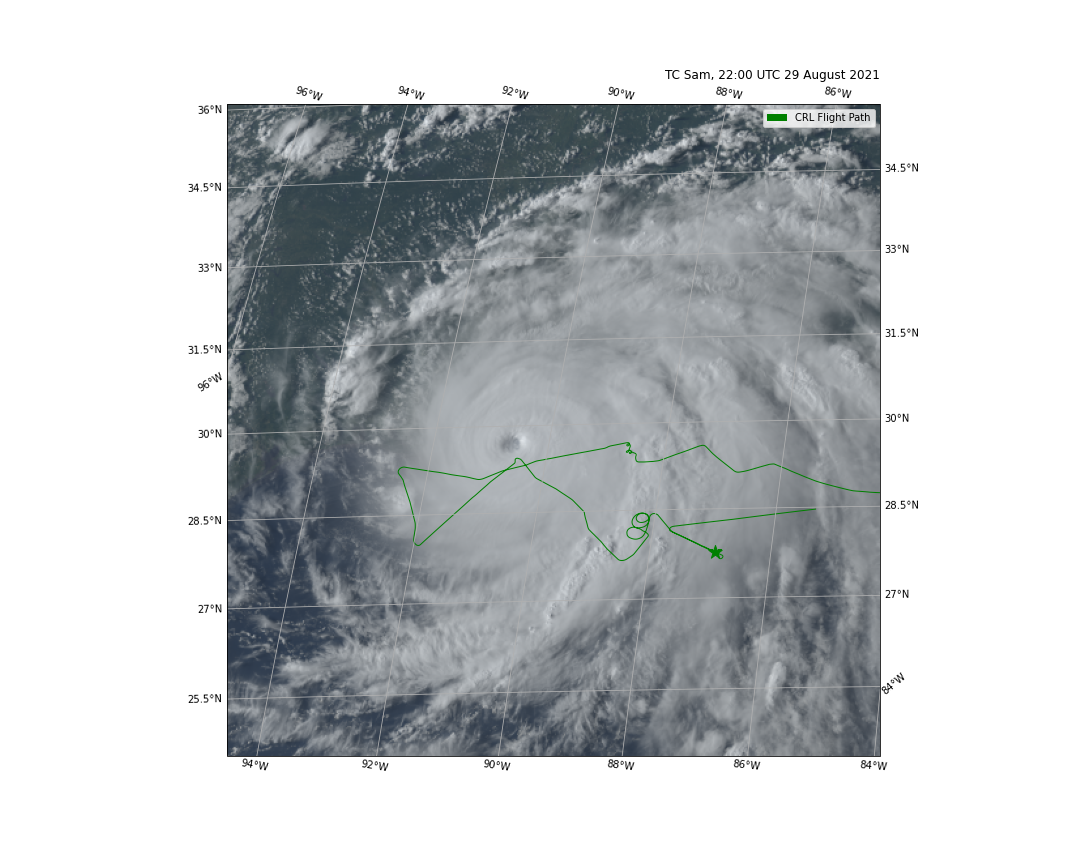 TC Sam, 22:00 UTC 29 August 2021
96°W 94°W 92°W 90°W 88°W 86°W
CRL Flight Path
36°N
34.5°N 34.5°N
33°N 33°N
31.5°N 31.5°N
96°W
30°N 30°N
28.5°N 28.5°N
27°N 27°N
84°W
25.5°N
94°W 92°W 90°W 88°W 86°W 84°W